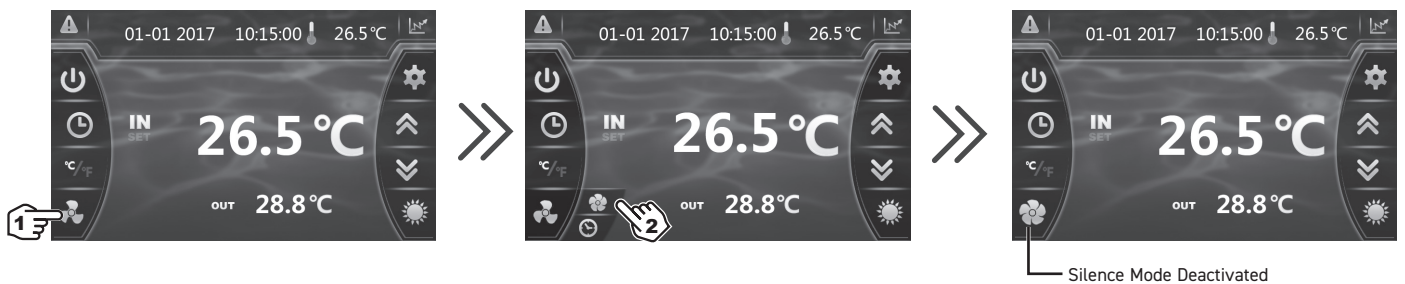 01-01 2017 10:15:00 26.5℃
IN
SET
26.5℃
°C/°F
OUT 28.8℃
1
01-01 2017 10:15:00 26.5℃
IN
SET
26.5℃
°C/°F
OUT 28.8℃
2
01-01 2017 10:15:00 26.5℃
IN
SET
26.5℃
°C/°F
OUT 28.8℃
Silence Mode Deactivated